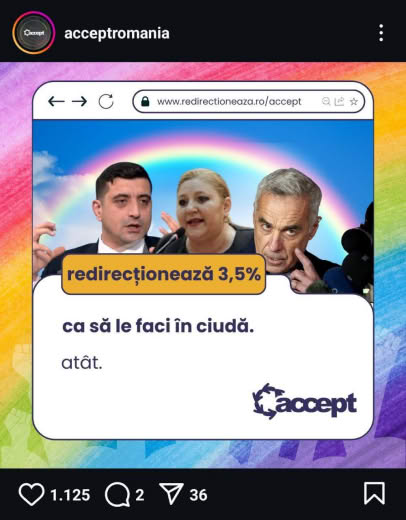 accept
acceptromania
www.redirectioneaza.ro/accept
redirecționează 3,5%
ca să le faci în ciudă.
atât.
accept
1.125
2
36